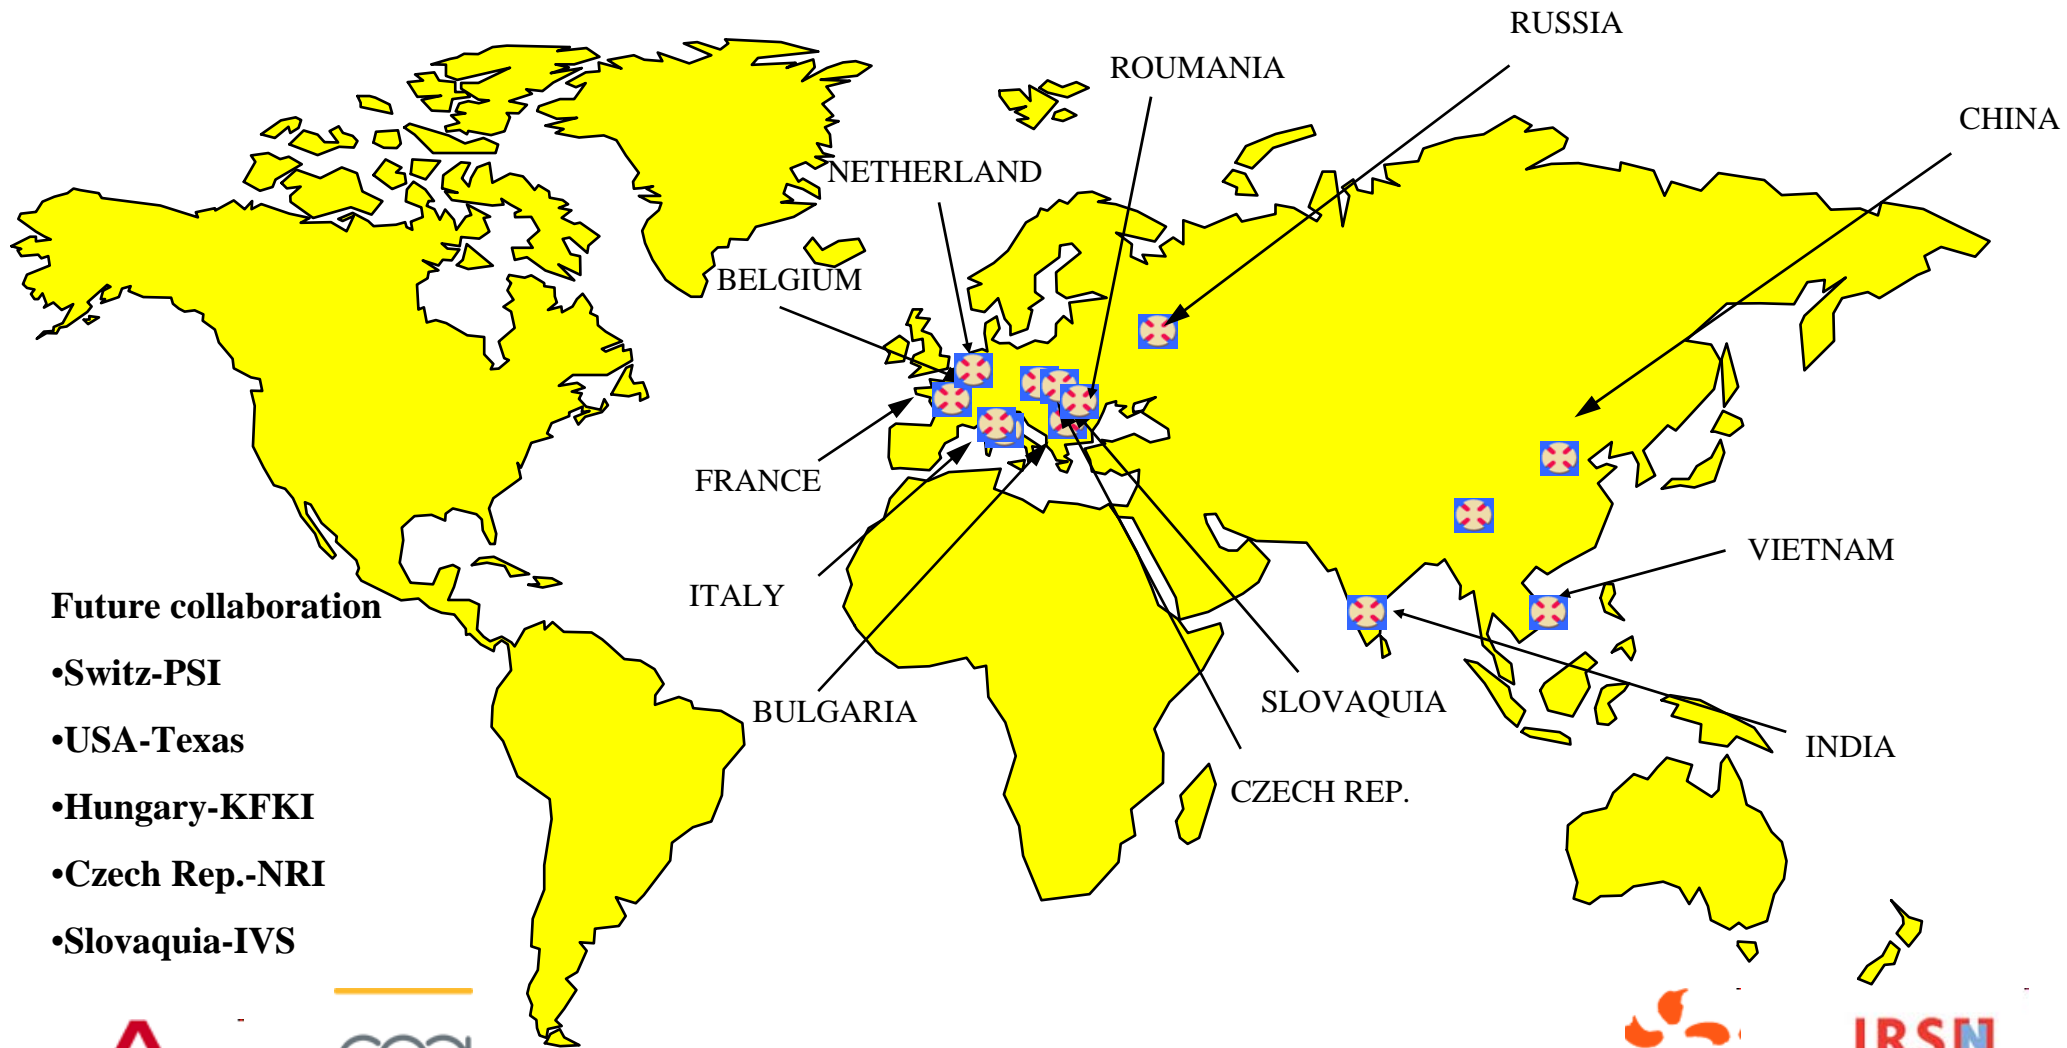 RUSSIA
ROUMANIA
CHINA
NETHERLAND
BELGIUM
FRANCE
VIETNAM
ITALY
Future collaboration
•Switz-PSI
SLOVAQUIA
BULGARIA
•USA-Texas
INDIA
CZECH REP.
•Hungary-KFKI
•Czech Rep.-NRI
•Slovaquia-IVS
IRSN